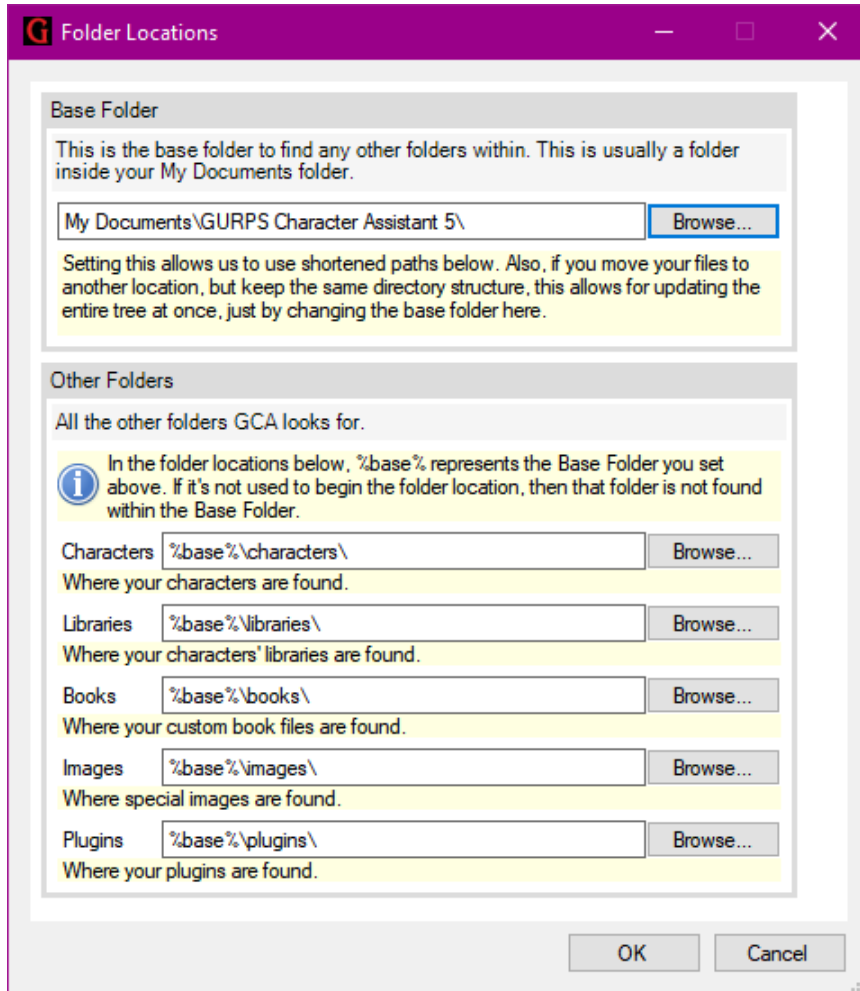 G Folder Locations
Base Folder
This is the base folder to find any other folders within. This is usually a folder
inside your My Documents folder.
My Documents\GURPS Character Assistant 5\ Browse...
Setting this allows us to use shortened paths below. Also, if you move your files to
another location, but keep the same directory structure, this allows for updating the
entire tree at once, just by changing the base folder here.
Other Folders
All the other folders GCA looks for.
In the folder locations below, %base% represents the Base Folder you set
above. If it's not used to begin the folder location, then that folder is not found
within the Base Folder.
Characters %base%\characters\ Browse...
Where your characters are found.
Libraries %base%\libraries\ Browse...
Where your characters' libraries are found.
Books %base%\books\ Browse...
Where your custom book files are found.
Images %base%\images\ Browse...
Where special images are found.
Plugins %base%\plugins\ Browse...
Where your plugins are found.
OK Cancel